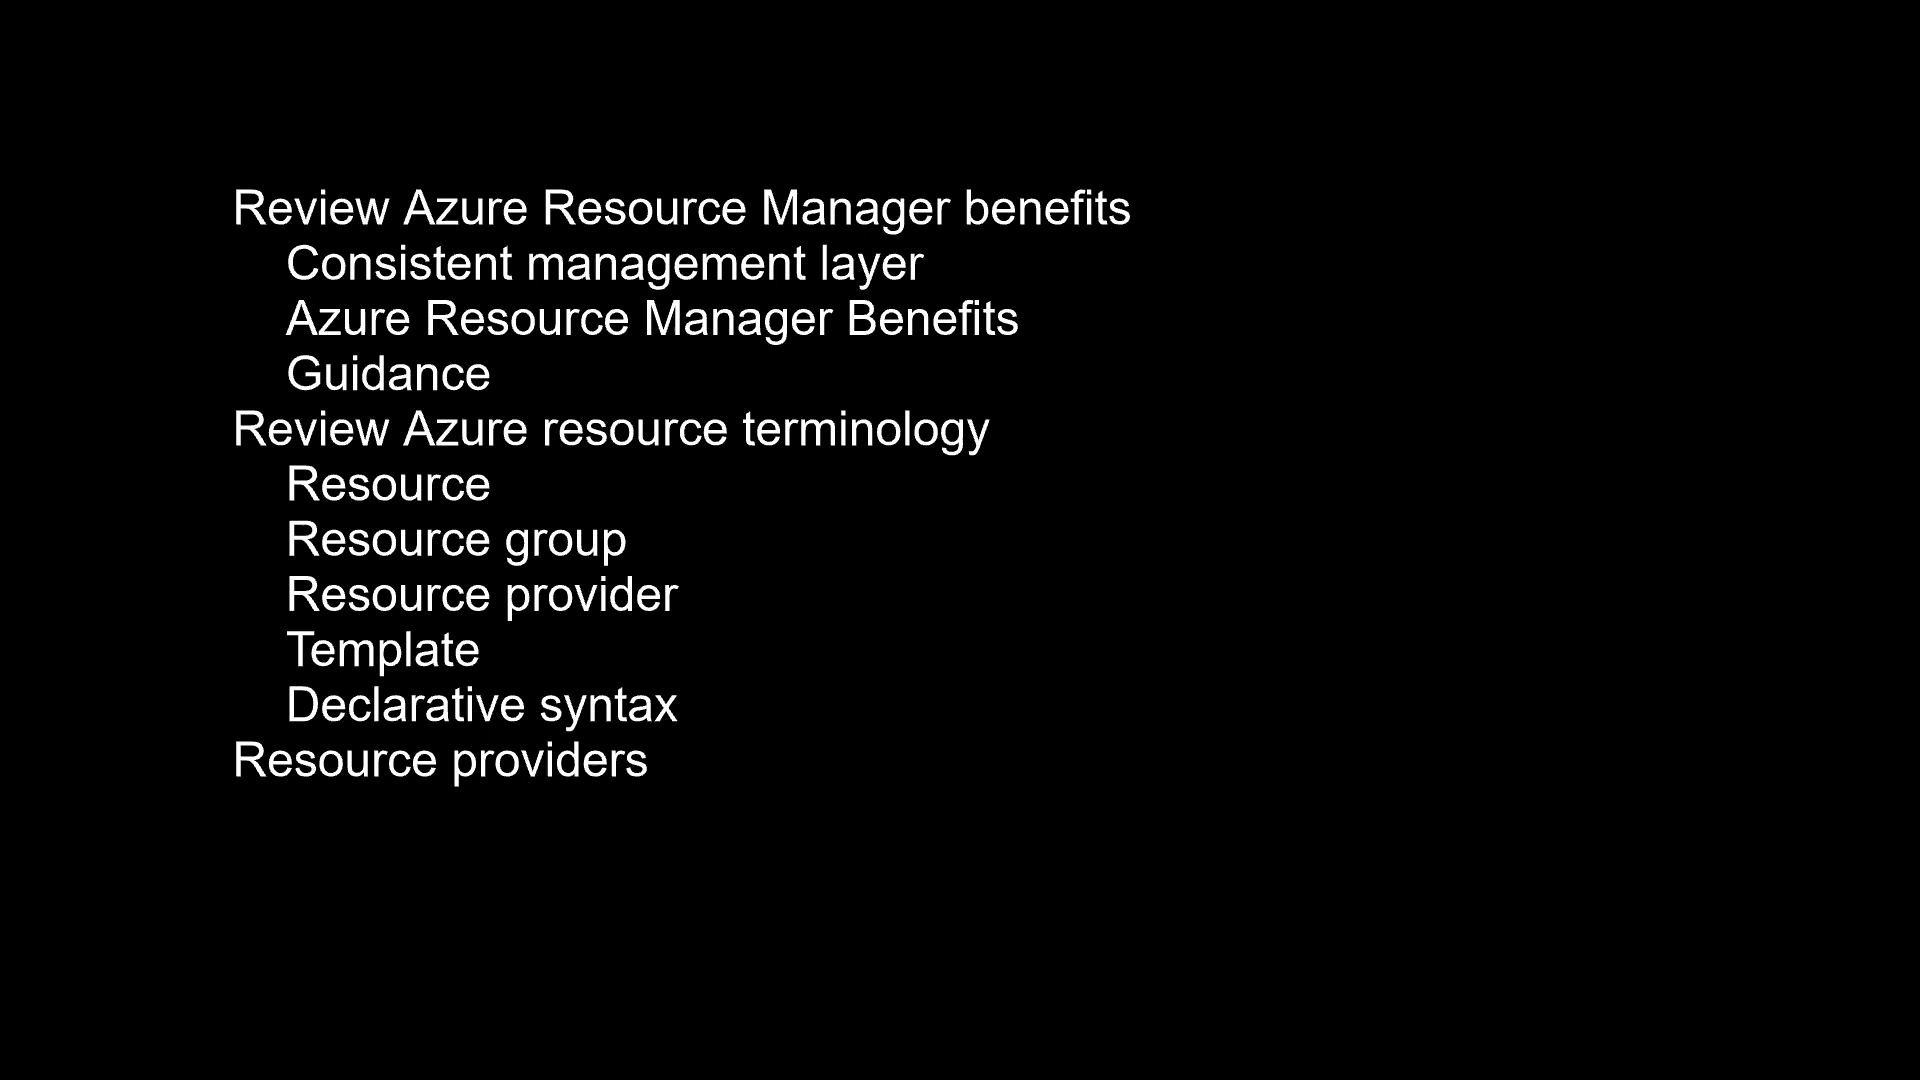 Review Azure Resource Manager benefits
Consistent management layer
Azure Resource Manager Benefits
Guidance
Review Azure resource terminology
Resource
Resource group
Resource provider
Template
Declarative syntax
Resource providers